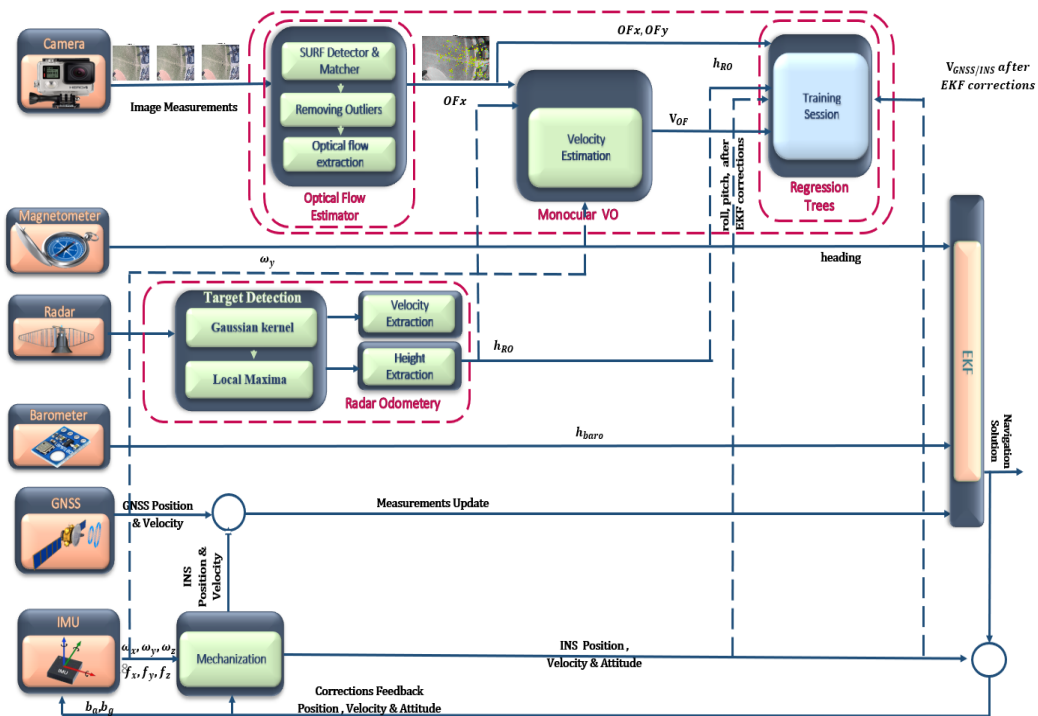 Camera
Image Measurements
SURF Detector &
Matcher
Removing Outliers
Optical flow
extraction
Optical Flow
Estimator
OFx
OFx, OFy
Velocity
Estimation
Monocular VO
V_OF
h_RO
Training
Session
Regression
Trees
roll, pitch, after
EKF corrections
V_GNSS/INS after
EKF corrections
Magnetometer
heading
ω_y
Radar
Target Detection
Gaussian kernel
Local Maxima
Velocity
Extraction
Height
Extraction
Radar Odometery
h_RO
EKF
Barometer
h_baro
Navigation
Solution
GNSS
GNSS Position
& Velocity
Measurements Update
INS
Position &
Velocity
IMU
IMU
ω_x, ω_y, ω_z
f_x, f_y, f_z
Mechanization
INS Position ,
Velocity & Attitude
Corrections Feedback
Position , Velocity & Attitude
b_a, b_g